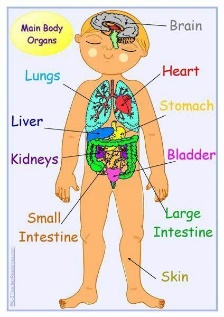 Main Body
Organs
Brain
Lungs
Heart
Stomach
Liver
Kidneys
Bladder
Small
Intestine
Large
Intestine
Skin